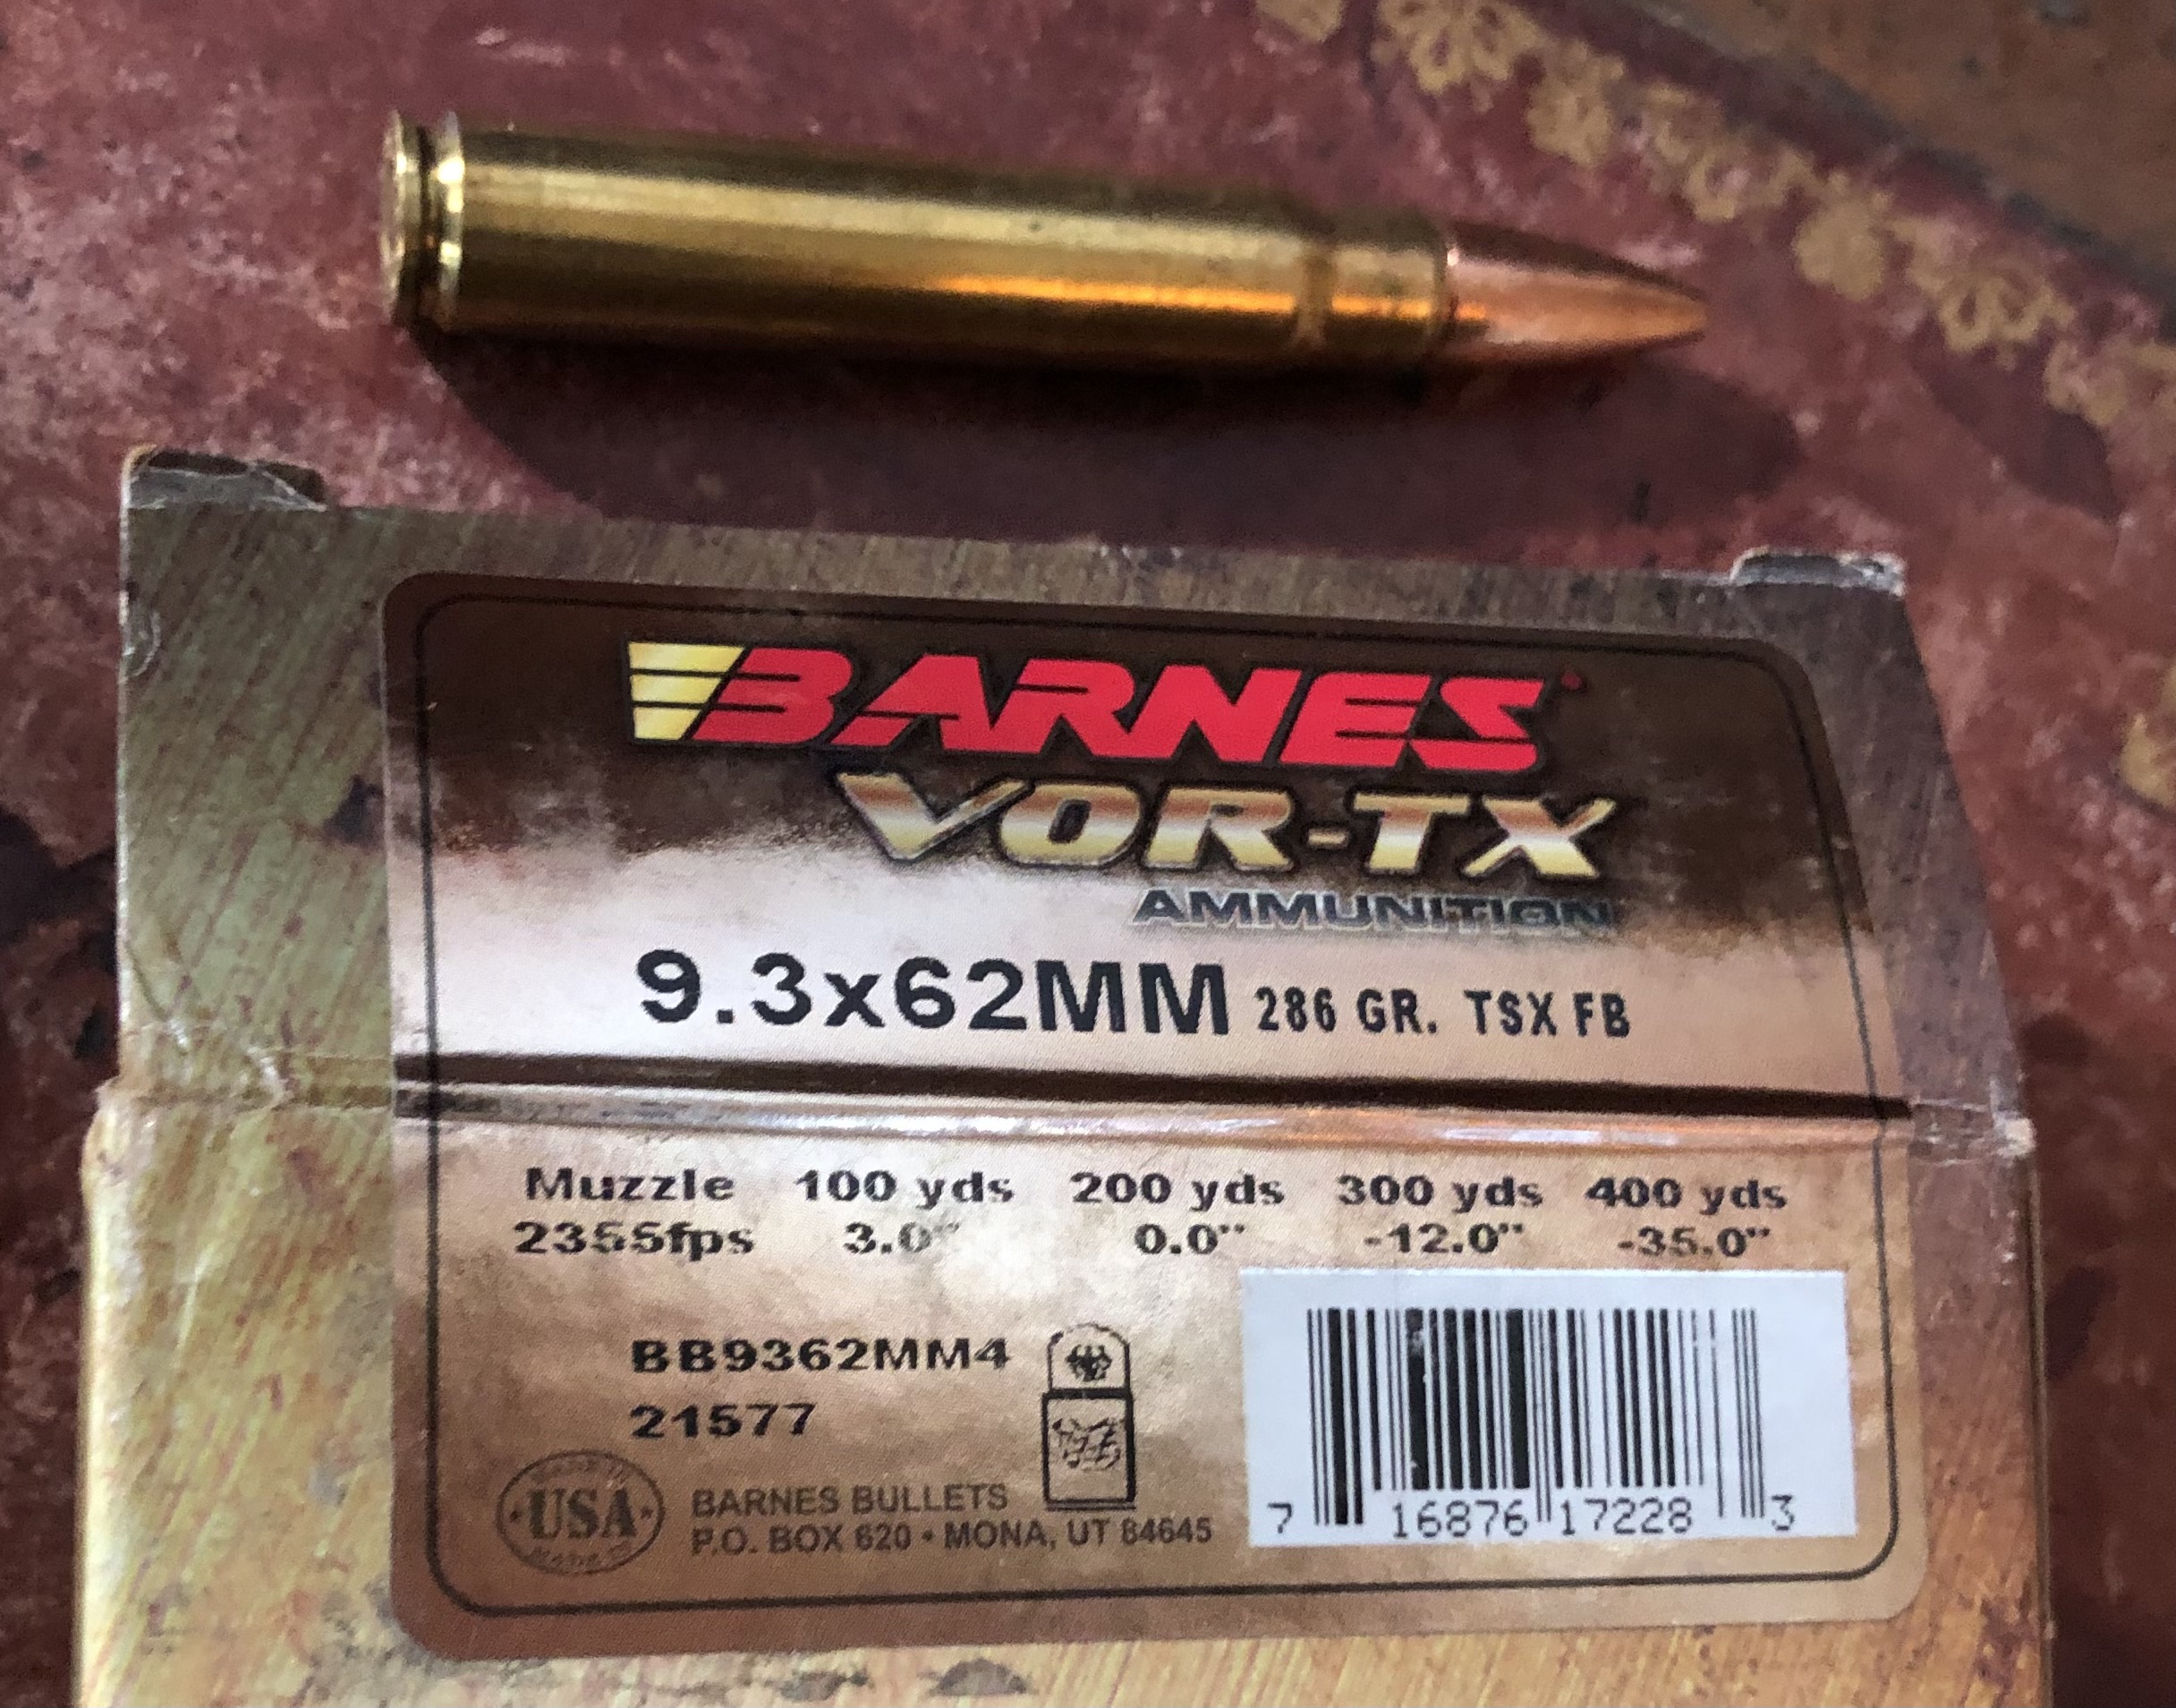 BARNES
VOR-TX
AMMUNITION
9.3x62MM 286 GR. TSX FB
Muzzle 100 yds 200 yds 300 yds 400 yds
2355fps 3.0" 0.0" -12.0" -35.0"
BB9362MM4
21577
USA
BARNES BULLETS
P.O. BOX 620 • MONA, UT 84645
7 16876 17228 3